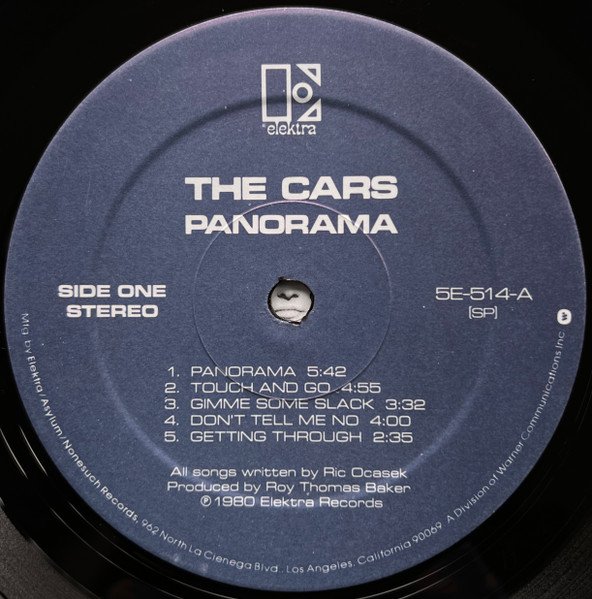 elektra
THE CARS
PANORAMA
SIDE ONE
STEREO
5E-514-A
[SP]
1. PANORAMA 5:42
2. TOUCH AND GO 4:55
3. GIMME SOME SLACK 3:32
4. DON'T TELL ME NO 4:00
5. GETTING THROUGH 2:35
All songs written by Ric Ocasek
Produced by Roy Thomas Baker
℗1980 Elektra Records
Mfg. by Elektra/Asylum/Nonesuch Records, 962 North La Cienega Blvd., Los Angeles, California 90069. A Division of Warner Communications Inc. W